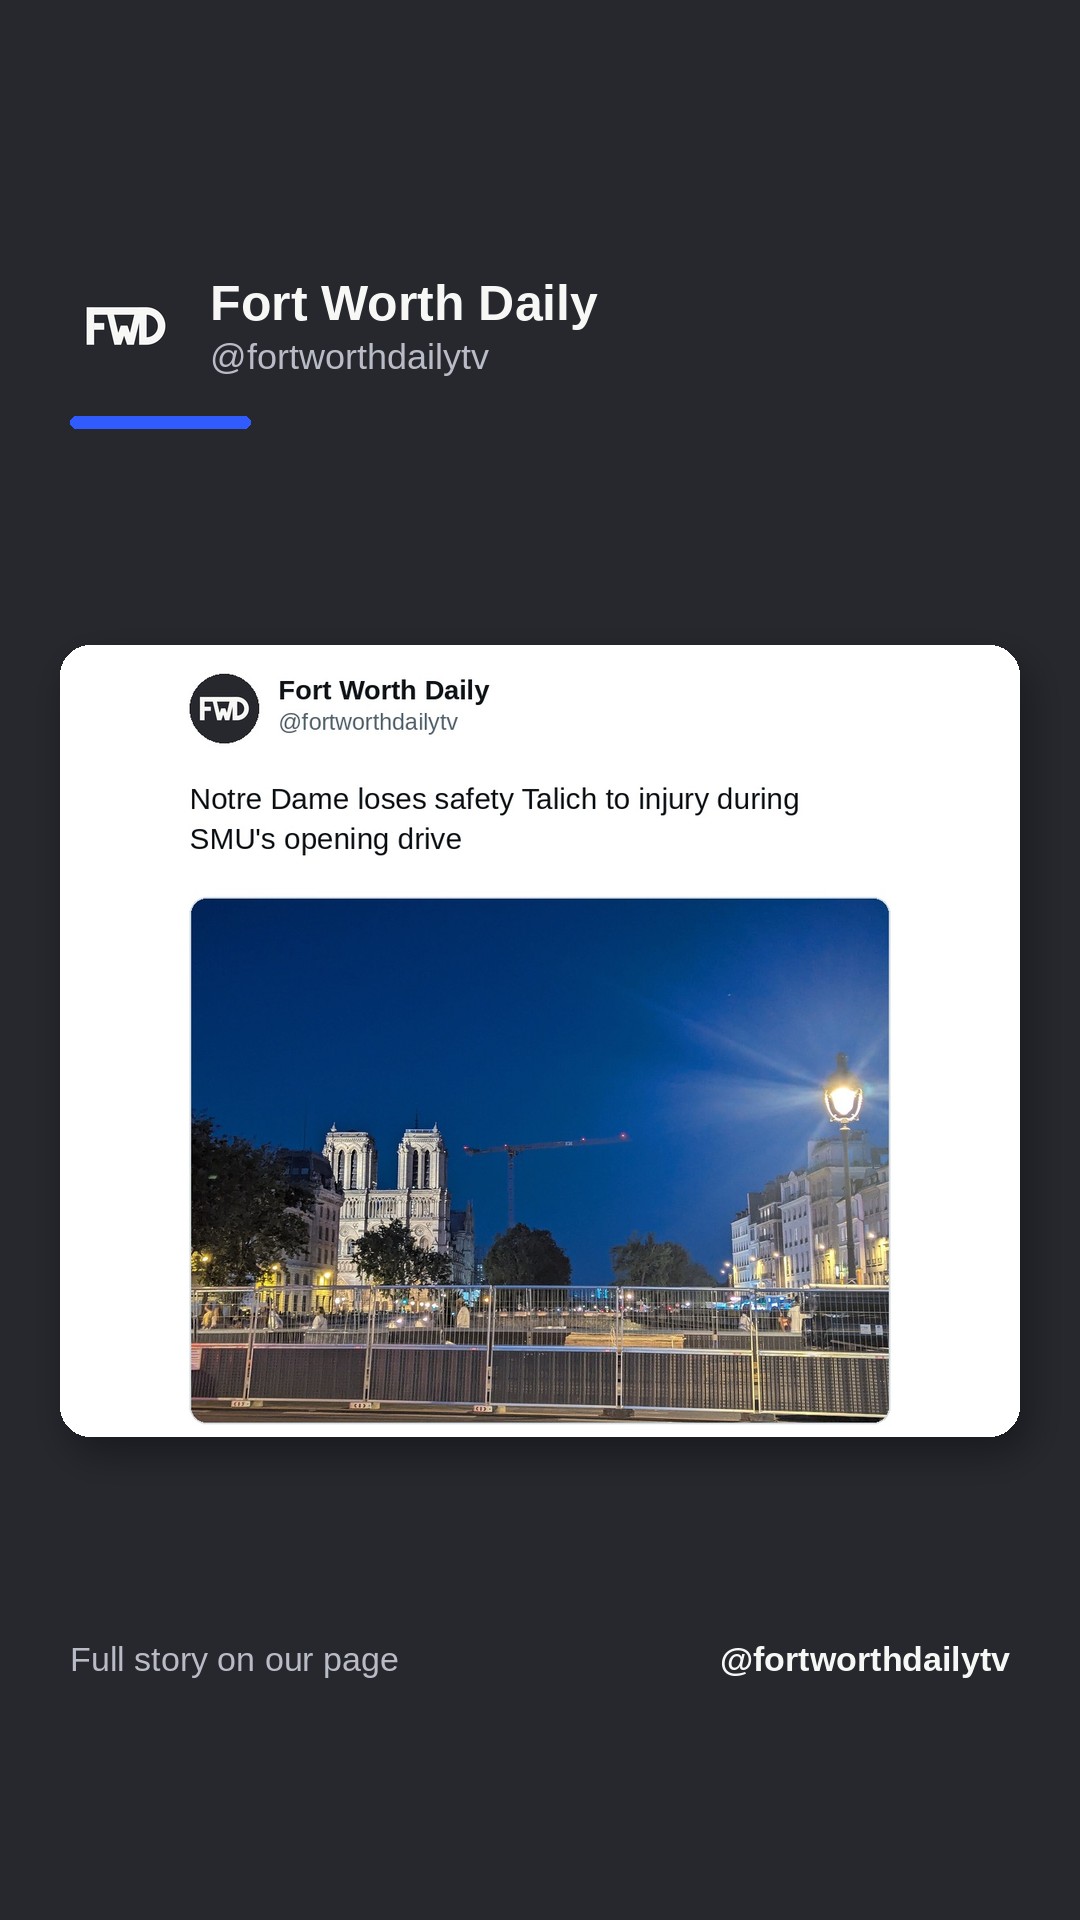 FWD
Fort Worth Daily
@fortworthdailytv
FWD
Fort Worth Daily
@fortworthdailytv
Notre Dame loses safety Talich to injury during
SMU's opening drive
Full story on our page
@fortworthdailytv